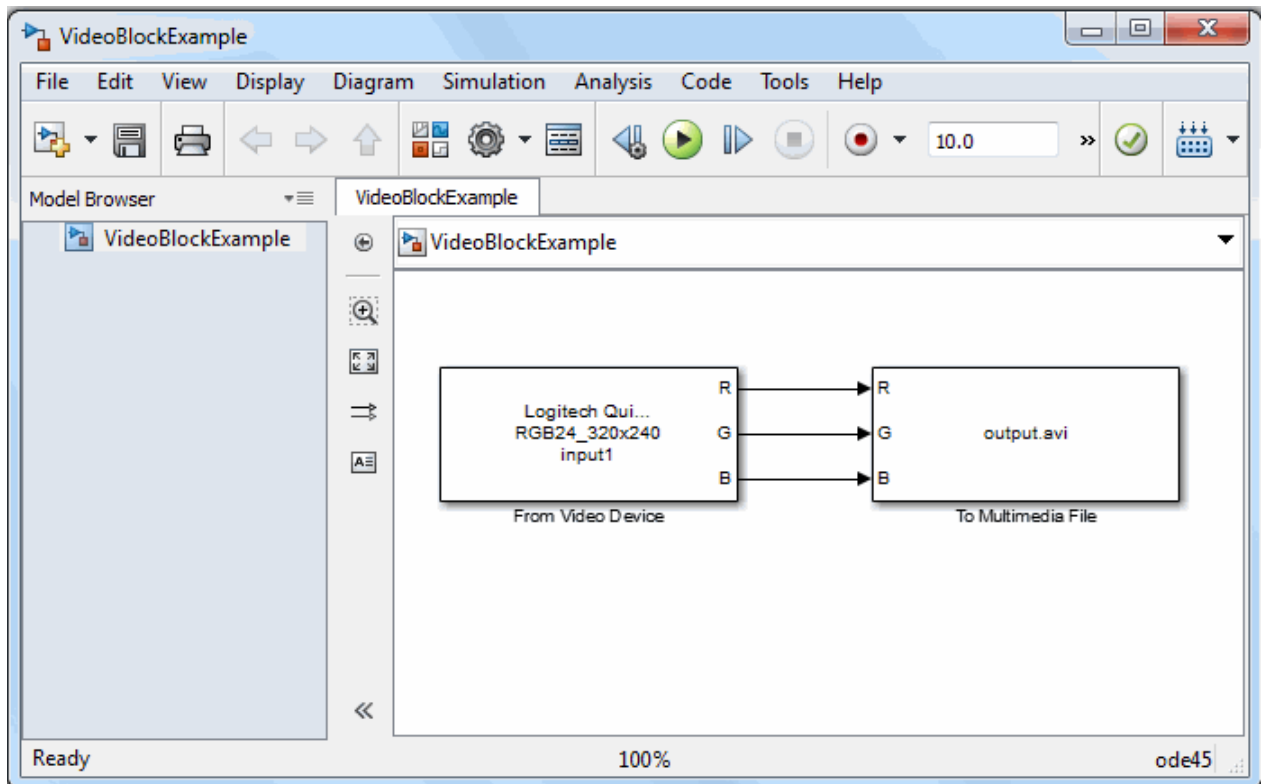 VideoBlockExample
File Edit View Display Diagram Simulation Analysis Code Tools Help
10.0
Model Browser
VideoBlockExample
VideoBlockExample
VideoBlockExample
R
G
B
Logitech Qui...
RGB24_320x240
input1
From Video Device
R
G
B
output.avi
To Multimedia File
Ready 100% ode45